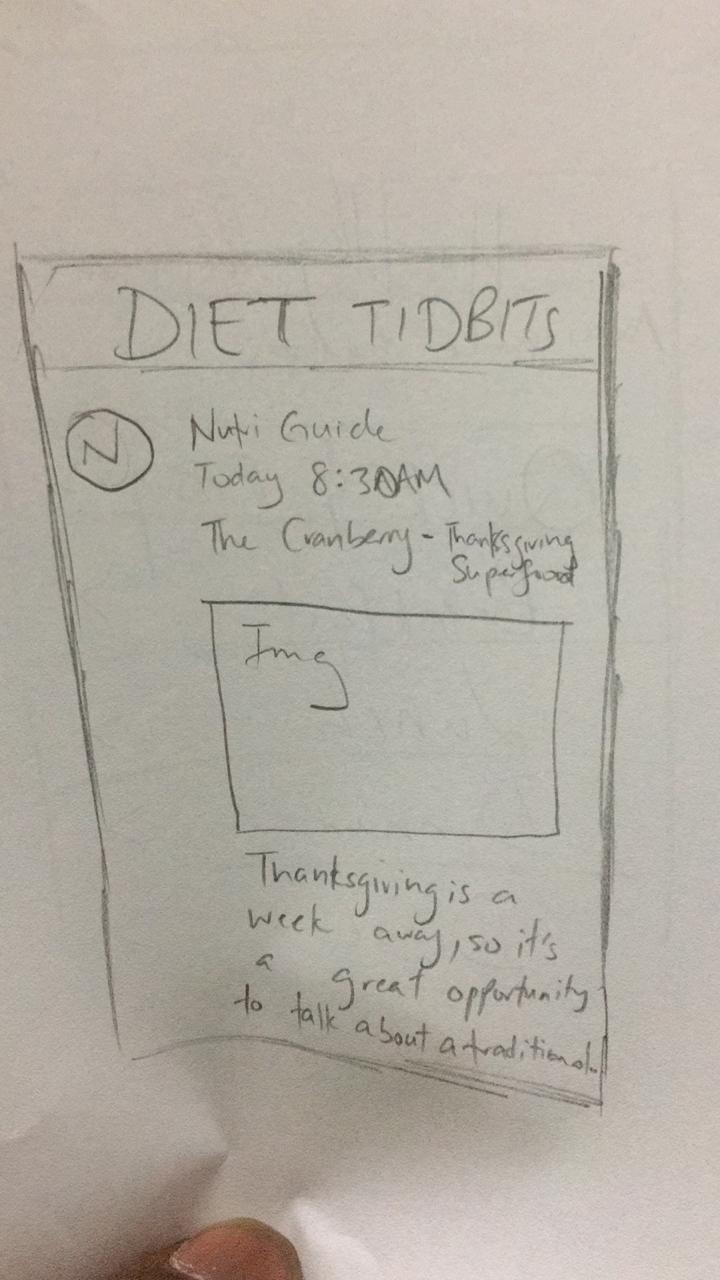 DIET TIDBITS
N
Nutri Guide
Today 8:30AM
The Cranberry - Thanksgiving
Superfood
Img
Thanksgiving is a
week away, so it's
a great opportunity
to talk about a traditional..